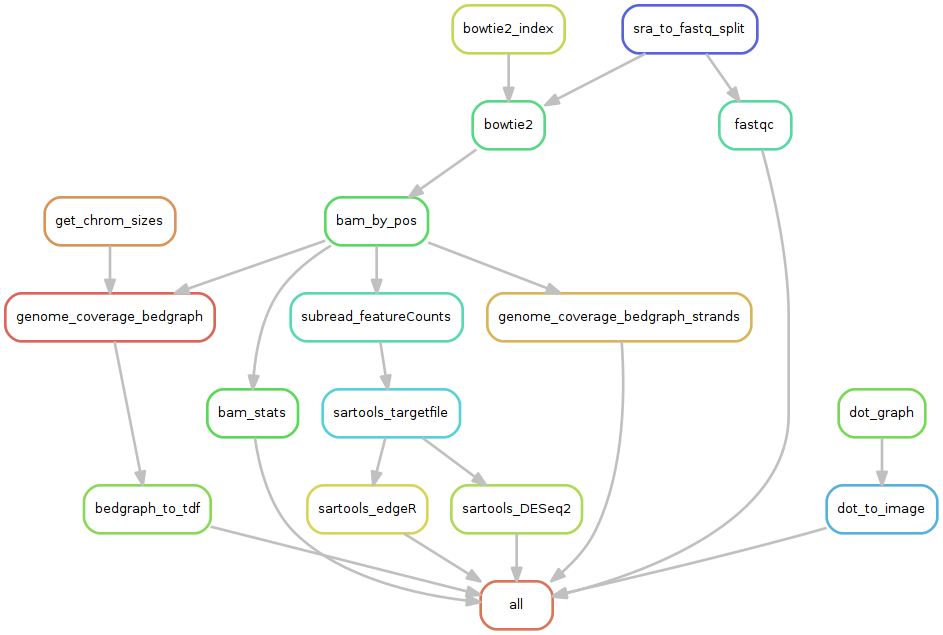 bowtie2_index
sra_to_fastq_split
bowtie2
fastqc
get_chrom_sizes
bam_by_pos
genome_coverage_bedgraph
subread_featureCounts
genome_coverage_bedgraph_strands
bam_stats
sartools_targetfile
dot_graph
bedgraph_to_tdf
sartools_edgeR
sartools_DESeq2
dot_to_image
all